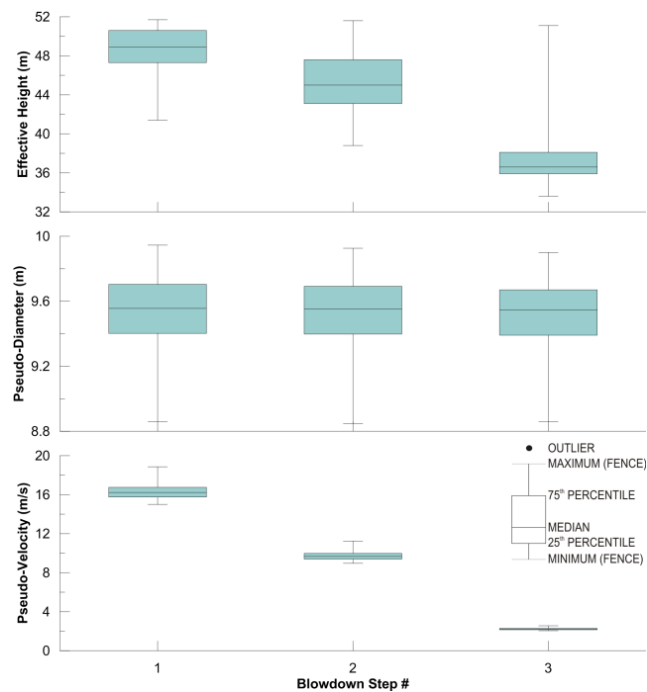 52
48
44
40
36
32
Effective Height (m)
10
9.6
9.2
8.8
Pseudo-Diameter (m)
20
16
12
8
4
0
Pseudo-Velocity (m/s)
OUTLIER
MAXIMUM (FENCE)
75th PERCENTILE
MEDIAN
25th PERCENTILE
MINIMUM (FENCE)
1 2 3
Blowdown Step #